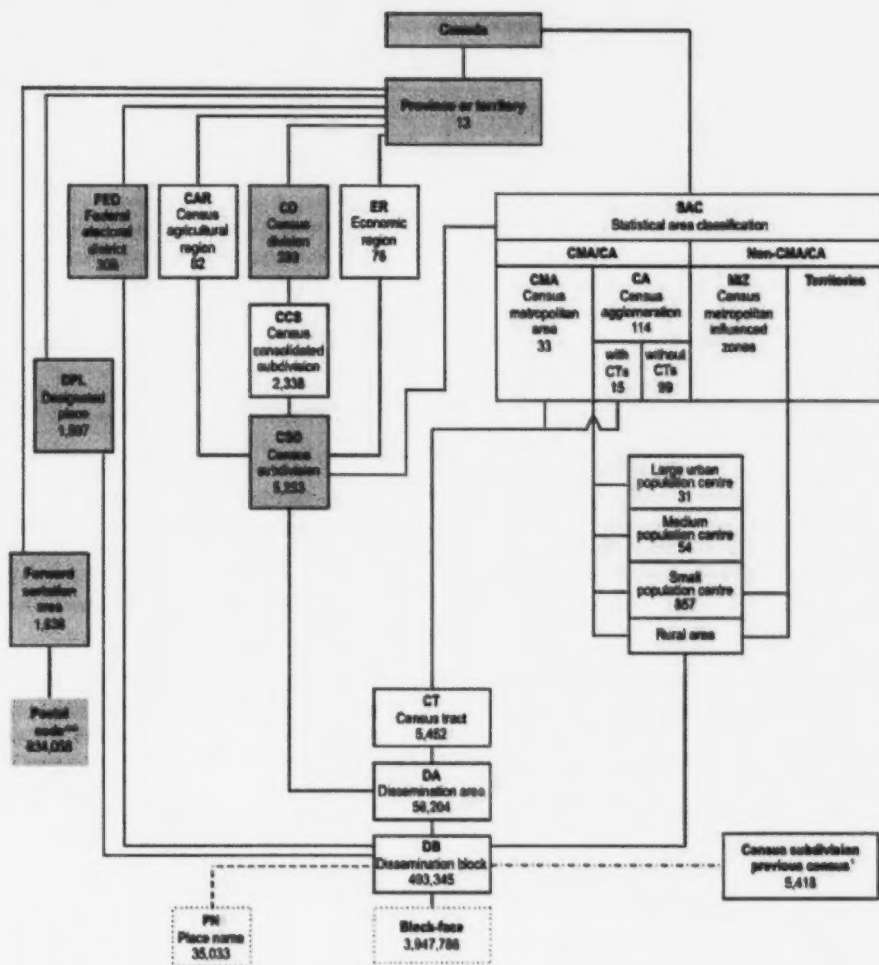 Canada
Province or territory
13
FED
Federal
electoral
district
308
CAR
Census
agricultural
region
82
CD
Census
division
293
ER
Economic
region
76
SAC
Statistical area classification
CMA/CA
Non-CMA/CA
CMA
Census
metropolitan
area
33
CA
Census
agglomeration
114
with
CTs
15
without
CTs
99
MIZ
Census
metropolitan
influenced
zones
Territories
CCS
Census
consolidated
subdivision
2,338
DPL
Designated
place
CSD
Census
subdivision
5,253
Large urban
population centre
31
Medium
population centre
54
Small
population centre
857
Rural area
Forward
sortation
area
Postal
CT
Census tract
5,452
DA
Dissemination area
56,204
DB
Dissemination block
493,345
Census subdivision
previous census
5,418
PN
Place name
35,033
Block-face
3,947,786